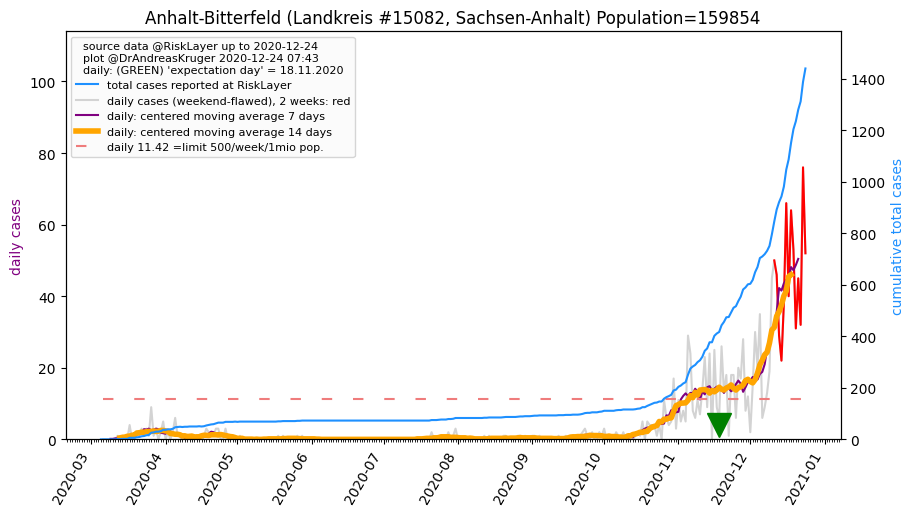 Anhalt-Bitterfeld (Landkreis #15082, Sachsen-Anhalt) Population=159854
source data @RiskLayer up to 2020-12-24
plot @DrAndreasKruger 2020-12-24 07:43
daily: (GREEN) 'expectation day' = 18.11.2020
total cases reported at RiskLayer
daily cases (weekend-flawed), 2 weeks: red
daily: centered moving average 7 days
daily: centered moving average 14 days
daily 11.42 =limit 500/week/1mio pop.
daily cases
100
80
60
40
20
0
1400
1200
1000
800
600
400
200
0
cumulative total cases
2020-03
2020-04
2020-05
2020-06
2020-07
2020-08
2020-09
2020-10
2020-11
2020-12
2021-01